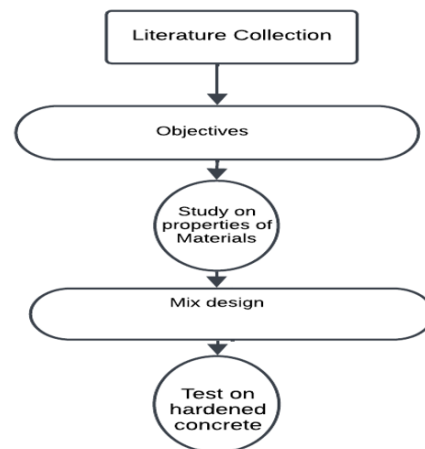 Literature Collection
Objectives
Study on
properties of
Materials
Mix design
Test on
hardened
concrete